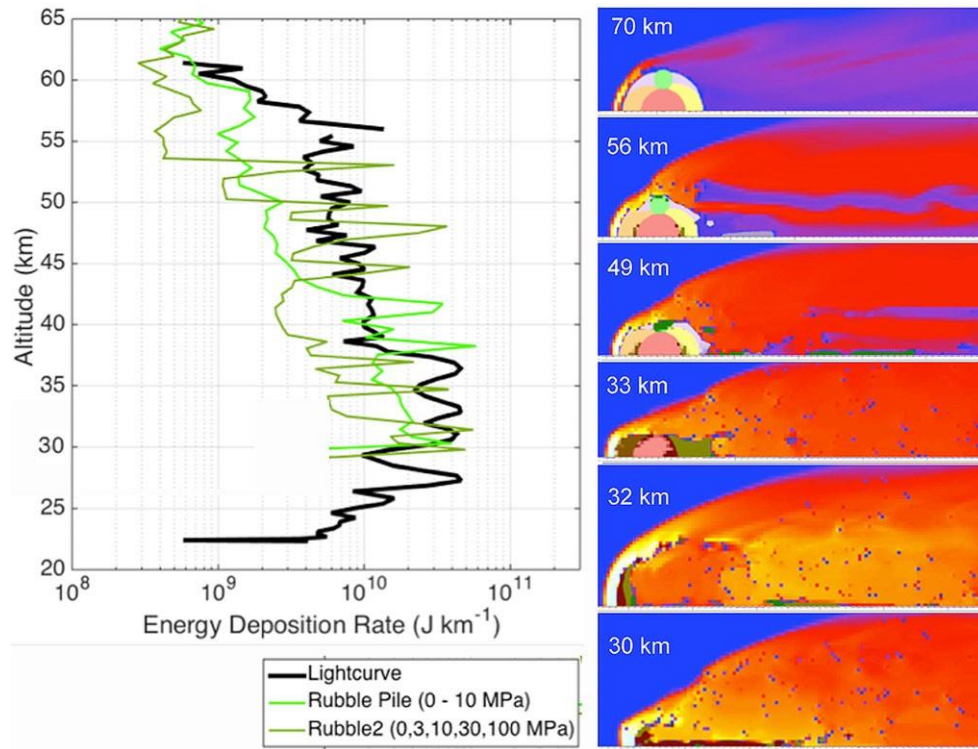 65
60
55
50
45
40
35
30
25
20
Altitude (km)
10⁸
10⁹
10¹⁰
10¹¹
Energy Deposition Rate (J km⁻¹)
Lightcurve
Rubble Pile (0 - 10 MPa)
Rubble2 (0,3,10,30,100 MPa)
70 km
56 km
49 km
33 km
32 km
30 km